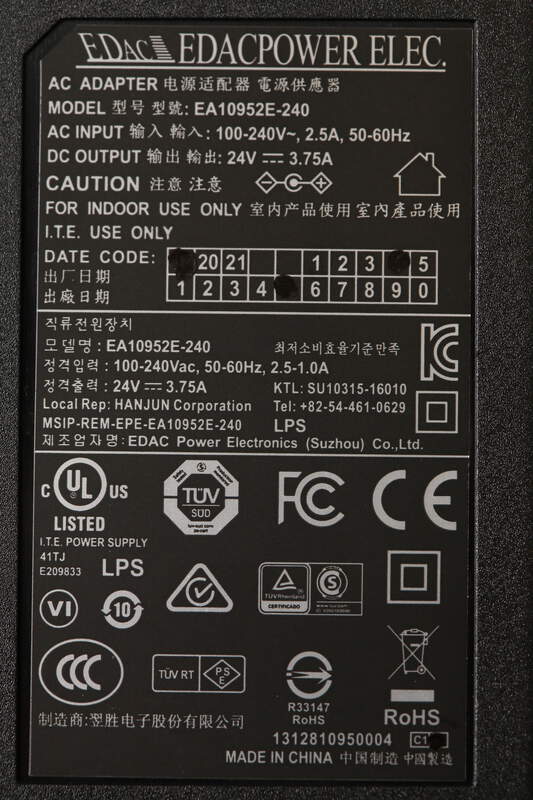 EDAC EDACPOWER ELEC.
AC ADAPTER 电源适配器 電源供應器
MODEL 型号 型號: EA10952E-240
AC INPUT 输入 輸入: 100-240V~, 2.5A, 50-60Hz
DC OUTPUT 输出 輸出: 24V 3.75A
CAUTION 注意 注意
FOR INDOOR USE ONLY 室内产品使用 室內產品使用
I.T.E. USE ONLY
DATE CODE: 20 21 1 2 3 5
出厂日期
出廠日期 1 2 3 4 6 7 8 9 0
직류전원장치
모델명 : EA10952E-240 최저소비효율기준만족
정격입력 : 100-240Vac, 50-60Hz, 2.5-1.0A
정격출력 : 24V 3.75A KTL: SU10315-16010
Local Rep: HANJUN Corporation Tel: +82-54-461-0629
MSIP-REM-EPE-EA10952E-240 LPS
제조업자명 : EDAC Power Electronics (Suzhou) Co.,Ltd.
C UL US
LISTED
TÜV
SÜD
FC CE
I.T.E. POWER SUPPLY
41TJ
E209833 LPS
TÜVRheinland
CERTIFICADO
S
VI 10
CCC
TÜV RT PS E
R33147
RoHS
RoHS
制造商: 翌胜电子股份有限公司
1312810950004
MADE IN CHINA 中国制造 中國製造